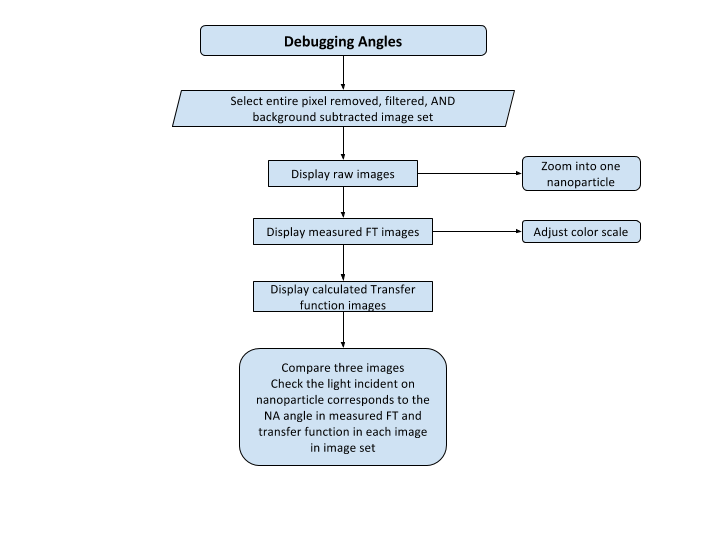 Debugging Angles
Select entire pixel removed, filtered, AND
background subtracted image set
Display raw images
Zoom into one
nanoparticle
Display measured FT images
Adjust color scale
Display calculated Transfer
function images
Compare three images
Check the light incident on
nanoparticle corresponds to the
NA angle in measured FT and
transfer function in each image
in image set